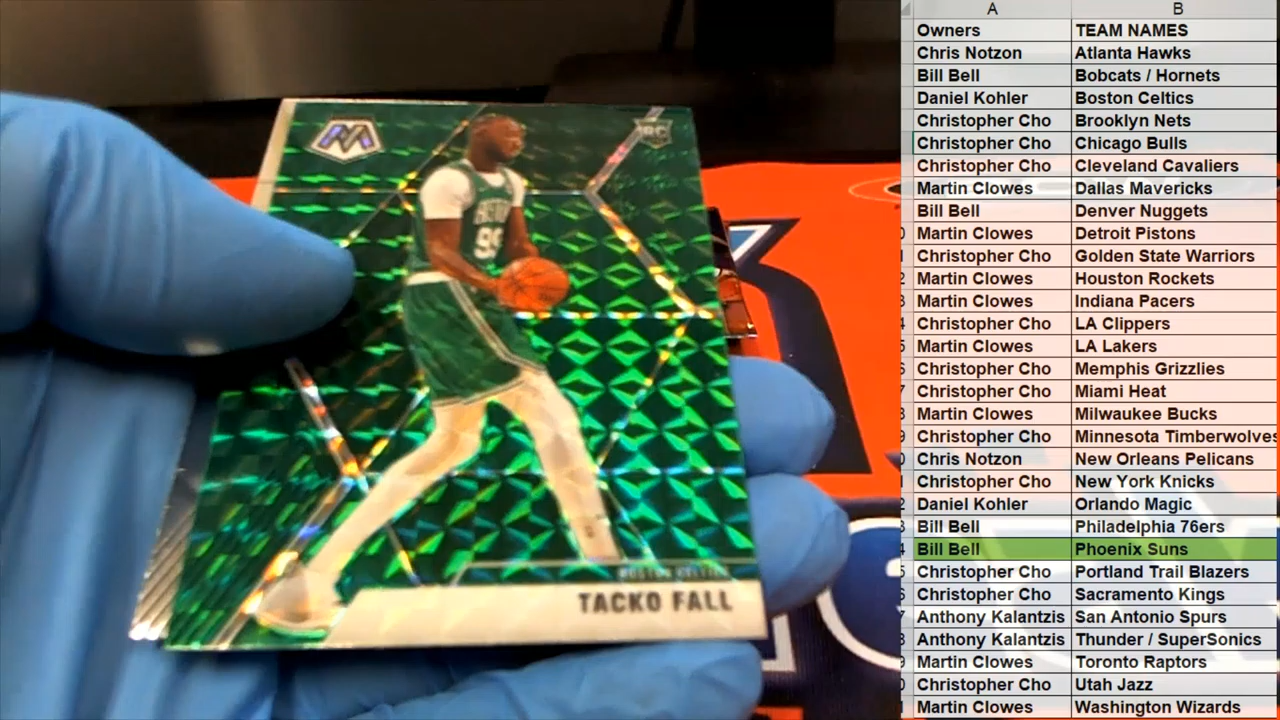 RC
99
BOSTON CELTICS
TACKO FALL
A B
Owners TEAM NAMES
Chris Notzon Atlanta Hawks
Bill Bell Bobcats / Hornets
Daniel Kohler Boston Celtics
Christopher Cho Brooklyn Nets
Christopher Cho Chicago Bulls
Christopher Cho Cleveland Cavaliers
Martin Clowes Dallas Mavericks
Bill Bell Denver Nuggets
Martin Clowes Detroit Pistons
Christopher Cho Golden State Warriors
Martin Clowes Houston Rockets
Martin Clowes Indiana Pacers
Christopher Cho LA Clippers
Martin Clowes LA Lakers
Christopher Cho Memphis Grizzlies
Christopher Cho Miami Heat
Martin Clowes Milwaukee Bucks
Christopher Cho Minnesota Timberwolves
Chris Notzon New Orleans Pelicans
Christopher Cho New York Knicks
Daniel Kohler Orlando Magic
Bill Bell Philadelphia 76ers
Bill Bell Phoenix Suns
Christopher Cho Portland Trail Blazers
Christopher Cho Sacramento Kings
Anthony Kalantzis San Antonio Spurs
Anthony Kalantzis Thunder / SuperSonics
Martin Clowes Toronto Raptors
Christopher Cho Utah Jazz
Martin Clowes Washington Wizards